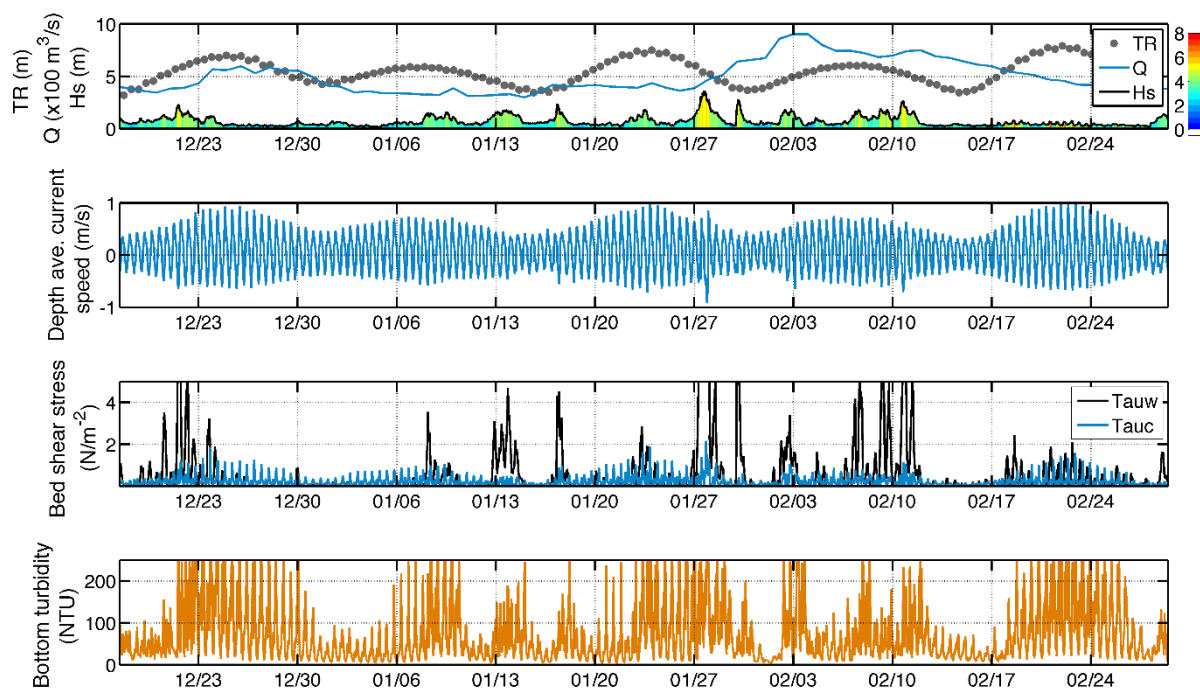 TR (m)
Q (x100 m³/s)
Hs (m)
10
5
0
TR
Q
Hs
8
6
4
2
0
12/23 12/30 01/06 01/13 01/20 01/27 02/03 02/10 02/17 02/24
Depth ave. current
speed (m/s)
1
0
-1
12/23 12/30 01/06 01/13 01/20 01/27 02/03 02/10 02/17 02/24
Bed shear stress
(N/m⁻²)
4
2
Tauw
Tauc
12/23 12/30 01/06 01/13 01/20 01/27 02/03 02/10 02/17 02/24
Bottom turbidity
(NTU)
200
100
0
12/23 12/30 01/06 01/13 01/20 01/27 02/03 02/10 02/17 02/24